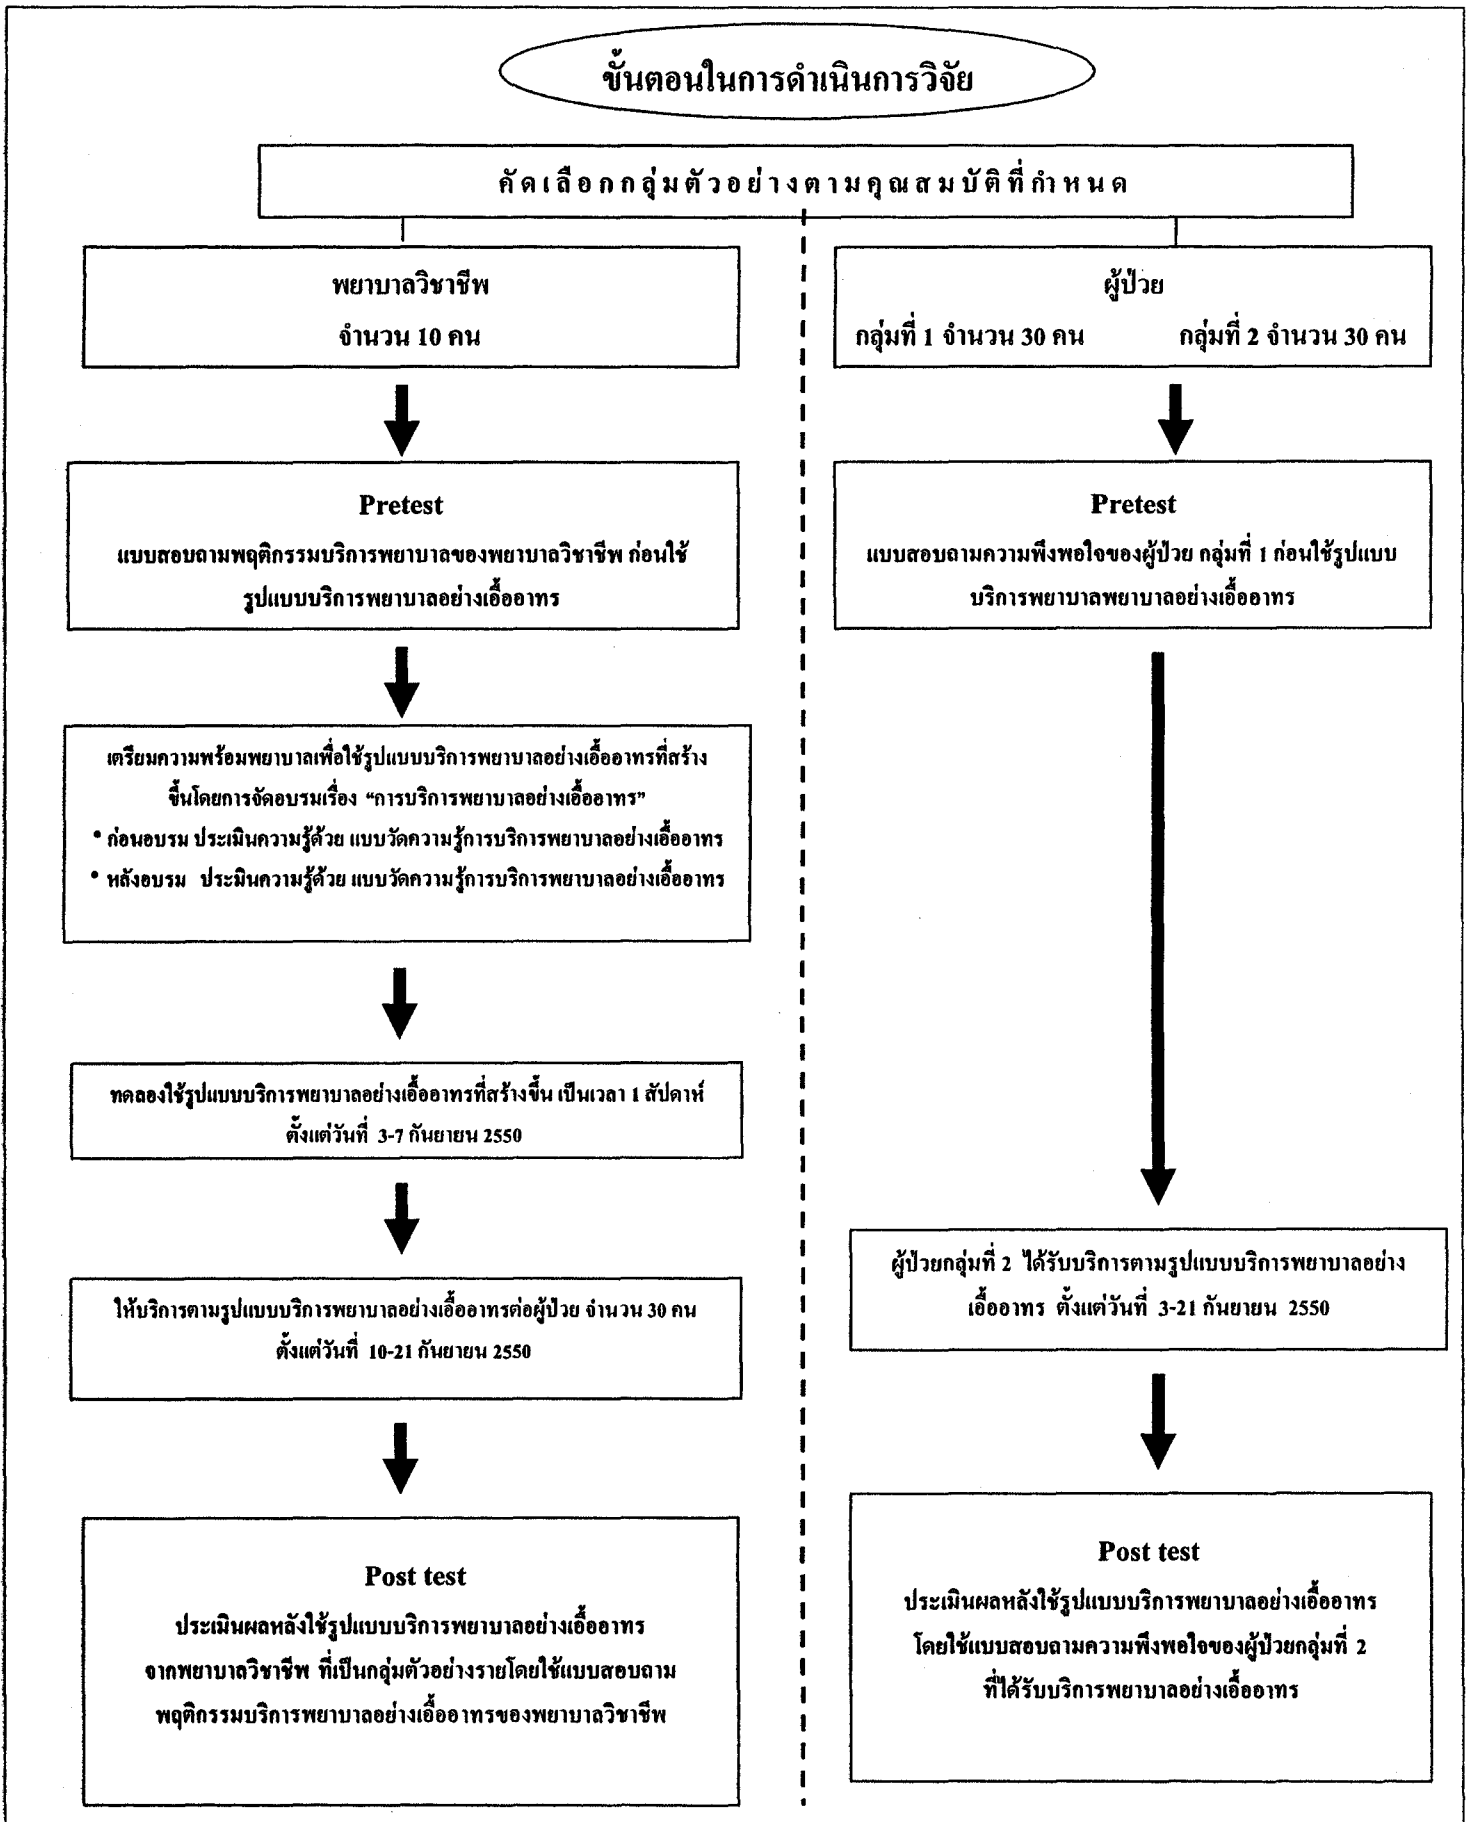 ขั้นตอนในการดำเนินการวิจัย
คัดเลือกกลุ่มตัวอย่างตามคุณสมบัติที่กำหนด
พยาบาลวิชาชีพ
จำนวน 10 คน
Pretest
แบบสอบถามพฤติกรรมบริการพยาบาลของพยาบาลวิชาชีพ ก่อนใช้
รูปแบบบริการพยาบาลอย่างเอื้ออาทร
เตรียมความพร้อมพยาบาลเพื่อใช้รูปแบบบริการพยาบาลอย่างเอื้ออาทรที่สร้าง
ขึ้นโดยการจัดอบรมเรื่อง “การบริการพยาบาลอย่างเอื้ออาทร”
• ก่อนอบรม ประเมินความรู้ด้วย แบบวัดความรู้การบริการพยาบาลอย่างเอื้ออาทร
• หลังอบรม ประมินความรู้ด้วย แบบวัดความรู้การบริการพยาบาลอย่างเอื้ออาทร
ทดลองใช้รูปแบบบริการพยาบาลอย่างเอื้ออาทรที่สร้างขึ้น เป็นเวลา 1 สัปดาห์
ตั้งแต่วันที่ 3-7 กันยายน 2550
ให้บริการตามรูปแบบบริการพยาบาลอย่างเอื้ออาทรต่อผู้ป่วย จำนวน 30 คน
ตั้งแต่วันที่ 10-21 กันยายน 2550
Post test
ประเมินผลหลังใช้รูปแบบบริการพยาบาลอย่างเอื้ออาทร
จากพยาบาลวิชาชีพ ที่เป็นกลุ่มตัวอย่างรายโดยใช้แบบสอบถาม
พฤติกรรมบริการพยาบาลอย่างเอื้ออาทรของพยาบาลวิชาชีพ
ผู้ป่วย
กลุ่มที่ 1 จำนวน 30 คน กลุ่มที่ 2 จำนวน 30 คน
Pretest
แบบสอบถามความพึงพอใจของผู้ป่วย กลุ่มที่ 1 ก่อนใช้รูปแบบ
บริการพยาบาลพยาบาลอย่างเอื้ออาทร
ผู้ป่วยกลุ่มที่ 2 ได้รับบริการตามรูปแบบบริการพยาบาลอย่าง
เอื้ออาทร ตั้งแต่วันที่ 3-21 กันยายน 2550
Post test
ประเมินผลหลังใช้รูปแบบบริการพยาบาลอย่างเอื้ออาทร
โดยใช้แบบสอบถามความพึงพอใจของผู้ป่วยกลุ่มที่ 2
ที่ได้รับบริการพยาบาลอย่างเอื้ออาทร